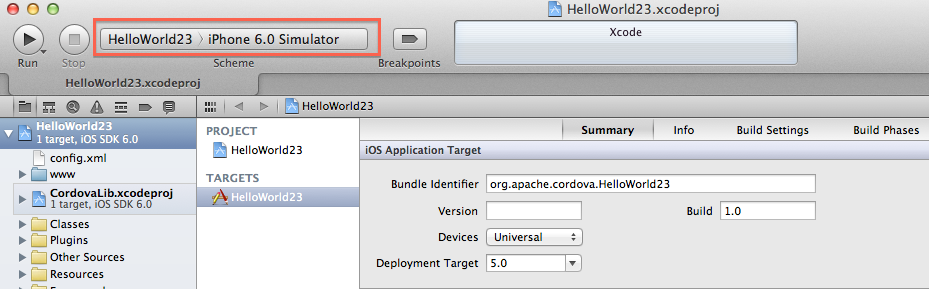 HelloWorld23.xcodeproj
HelloWorld23 〉 iPhone 6.0 Simulator
Xcode
Run
Stop
Scheme
Breakpoints
HelloWorld23.xcodeproj
HelloWorld23
HelloWorld23
1 target, iOS SDK 6.0
config.xml
www
CordovaLib.xcodeproj
1 target, iOS SDK 6.0
Classes
Plugins
Other Sources
Resources
PROJECT
HelloWorld23
TARGETS
HelloWorld23
Summary
Info
Build Settings
Build Phases
iOS Application Target
Bundle Identifier org.apache.cordova.HelloWorld23
Version
Build 1.0
Devices Universal
Deployment Target 5.0